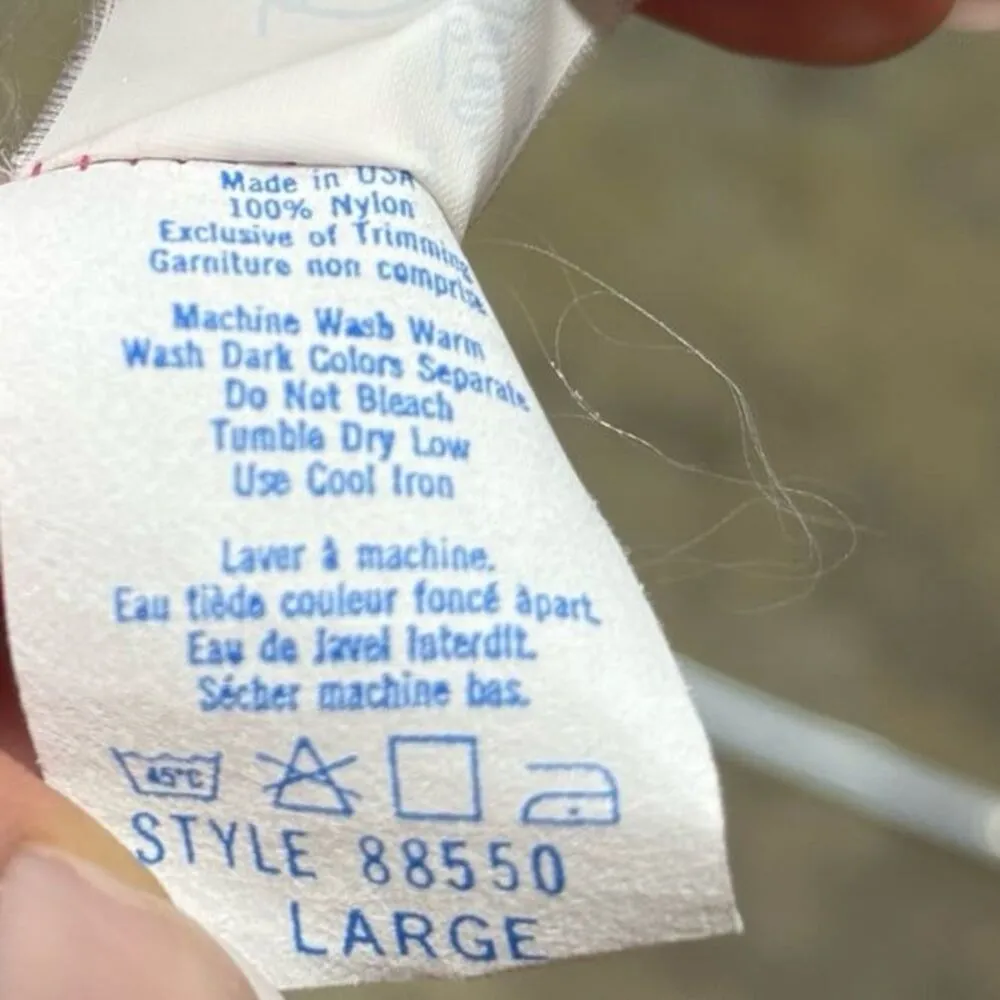 Made in USA
100% Nylon
Exclusive of Trimming
Garniture non comprise
Machine Wash Warm
Wash Dark Colors Separate
Do Not Bleach
Tumble Dry Low
Use Cool Iron
Laver à machine.
Eau tiède couleur foncé àpart.
Eau de Javel Interdit.
Sécher machine bas.
45°C
STYLE 88550
LARGE